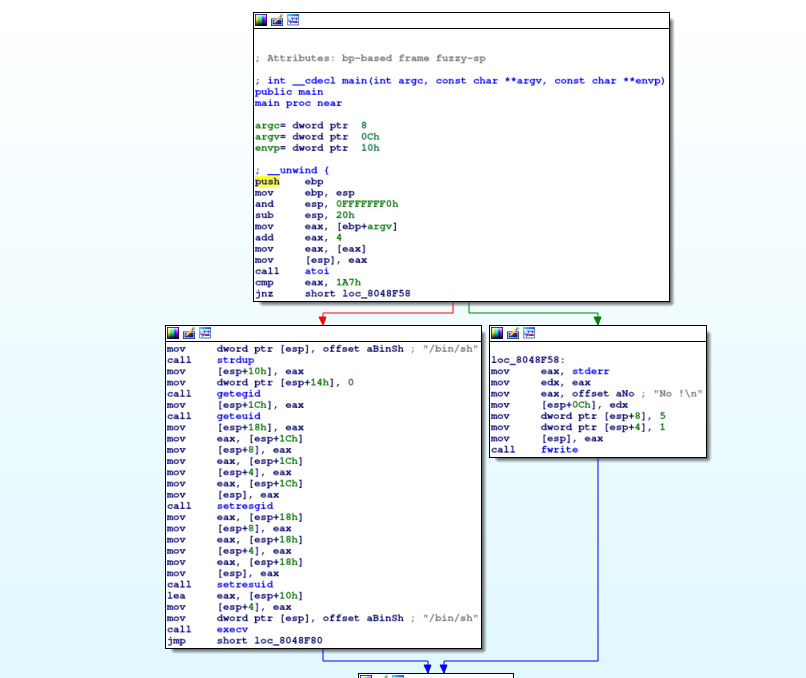 ; Attributes: bp-based frame fuzzy-sp
; int __cdecl main(int argc, const char **argv, const char **envp)
public main
main proc near
argc= dword ptr  8
argv= dword ptr  0Ch
envp= dword ptr  10h
; __unwind {
push    ebp
mov     ebp, esp
and     esp, 0FFFFFFF0h
sub     esp, 20h
mov     eax, [ebp+argv]
add     eax, 4
mov     eax, [eax]
mov     [esp], eax
call    atoi
cmp     eax, 1A7h
jnz     short loc_8048F58
mov     dword ptr [esp], offset aBinSh ; "/bin/sh"
call    strdup
mov     [esp+10h], eax
mov     dword ptr [esp+14h], 0
call    getegid
mov     [esp+1Ch], eax
call    geteuid
mov     [esp+18h], eax
mov     eax, [esp+1Ch]
mov     [esp+8], eax
mov     eax, [esp+1Ch]
mov     [esp+4], eax
mov     eax, [esp+1Ch]
mov     [esp], eax
call    setresgid
mov     eax, [esp+18h]
mov     [esp+8], eax
mov     eax, [esp+18h]
mov     [esp+4], eax
mov     eax, [esp+18h]
mov     [esp], eax
call    setresuid
lea     eax, [esp+10h]
mov     [esp+4], eax
mov     dword ptr [esp], offset aBinSh ; "/bin/sh"
call    execv
jmp     short loc_8048F80
loc_8048F58:
mov     eax, stderr
mov     edx, eax
mov     eax, offset aNo ; "No !\n"
mov     [esp+0Ch], edx
mov     dword ptr [esp+8], 5
mov     dword ptr [esp+4], 1
mov     [esp], eax
call    fwrite